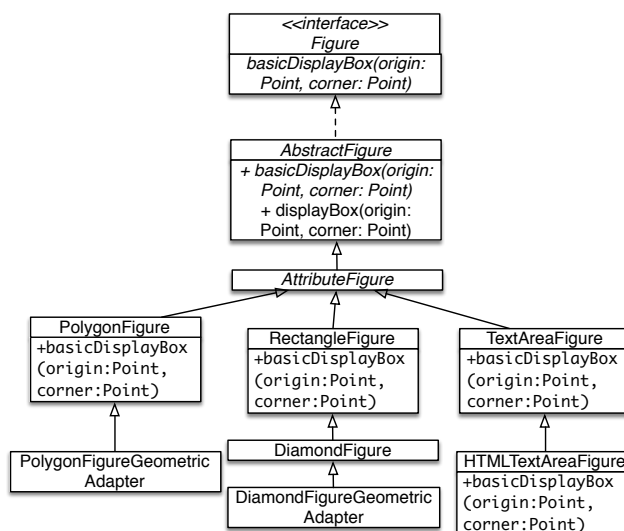 <<interface>>
Figure
basicDisplayBox(origin:
Point, corner: Point)
AbstractFigure
+ basicDisplayBox(origin:
Point, corner: Point)
+ displayBox(origin:
Point, corner: Point)
AttributeFigure
PolygonFigure
+basicDisplayBox
(origin:Point,
corner:Point)
RectangleFigure
+basicDisplayBox
(origin:Point,
corner:Point)
TextAreaFigure
+basicDisplayBox
(origin:Point,
corner:Point)
PolygonFigureGeometric
Adapter
DiamondFigure
DiamondFigureGeometric
Adapter
HTMLTextAreaFigure
+basicDisplayBox
(origin:Point,
corner:Point)